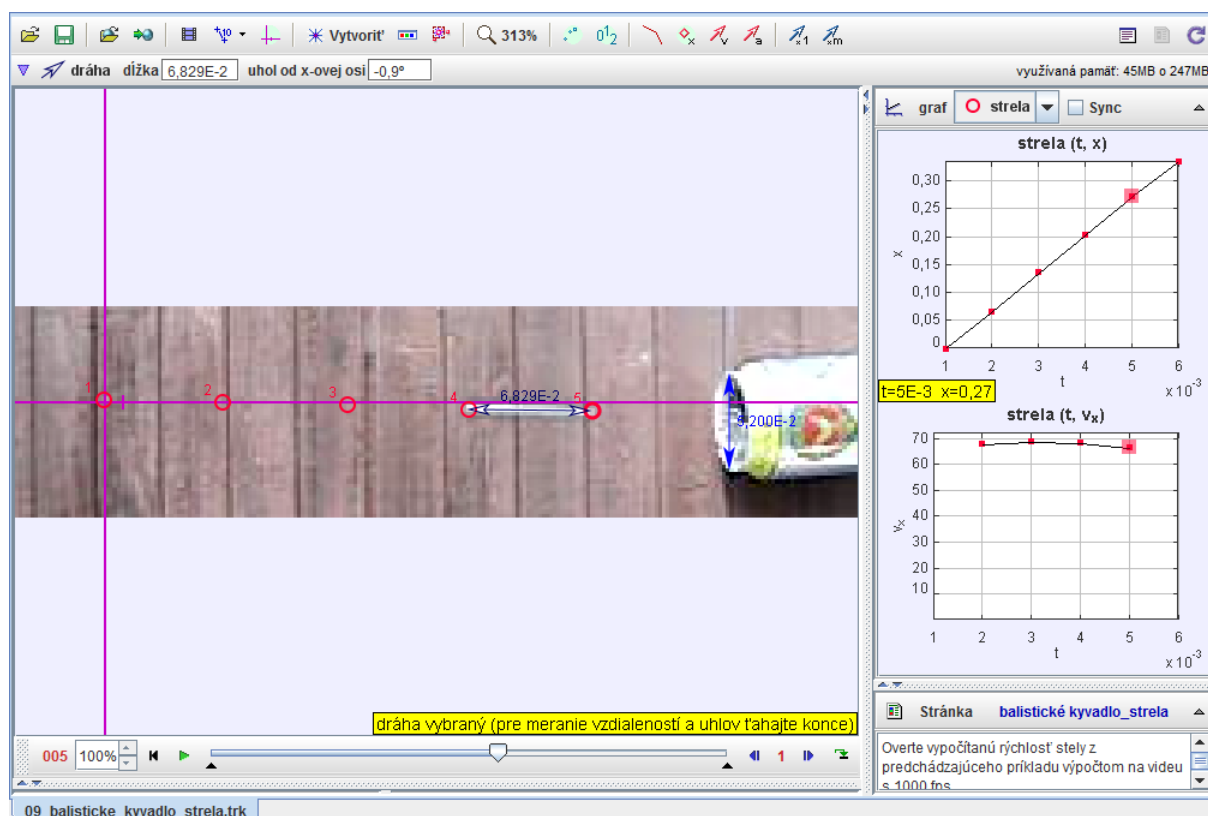 Vytvoriť 313%
dráha dĺžka 6,829E-2 uhol od x-ovej osi -0,9° využívaná pamäť: 45MB o 247MB
graf strela Sync
strela (t, x)
0,30
0,25
0,20
0,15
0,10
0,05
0
x
1 2 3 4 5 6
t
x10⁻³
t=5E-3 x=0,27
strela (t, vₓ)
70
60
50
40
30
20
10
vₓ
1 2 3 4 5 6
t
x10⁻³
1 2 3 4 5
6,829E-2
5,200E-2
dráha vybraný (pre meranie vzdialeností a uhlov ťahajte konce)
005 100% 1
Stránka balistické kyvadlo_strela
Overte vypočítanú rýchlosť stely z
predchádzajúceho príkladu výpočtom na videu
s 1000 fps
09_balisticke_kyvadlo_strela.trk